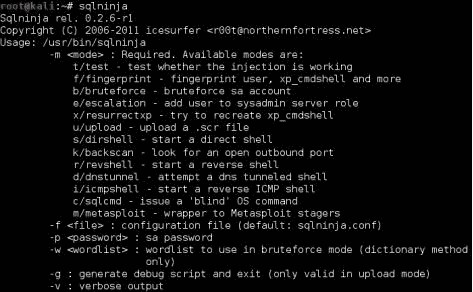 root@kali:~# sqlninja
Sqlninja rel. 0.2.6-r1
Copyright (C) 2006-2011 icesurfer <r00t@northernfortress.net>
Usage: /usr/bin/sqlninja
-m <mode> : Required. Available modes are:
t/test - test whether the injection is working
f/fingerprint - fingerprint user, xp_cmdshell and more
b/bruteforce - bruteforce sa account
e/escalation - add user to sysadmin server role
x/resurrectxp - try to recreate xp_cmdshell
u/upload - upload a .scr file
s/dirshell - start a direct shell
k/backscan - look for an open outbound port
r/revshell - start a reverse shell
d/dnstunnel - attempt a dns tunneled shell
i/icmpshell - start a reverse ICMP shell
c/sqlcmd - issue a 'blind' OS command
m/metasploit - wrapper to Metasploit stagers
-f <file> : configuration file (default: sqlninja.conf)
-p <password> : sa password
-w <wordlist> : wordlist to use in bruteforce mode (dictionary method
only)
-g : generate debug script and exit (only valid in upload mode)
-v : verbose output